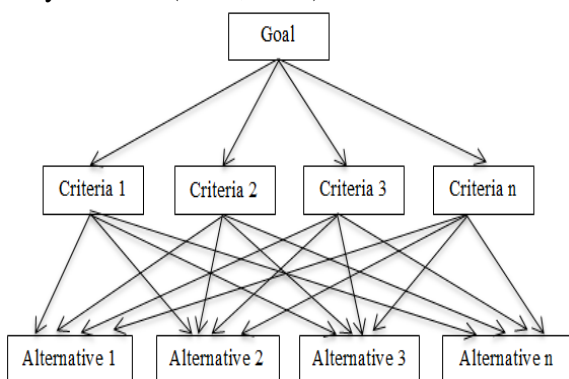 Goal
Criteria 1
Criteria 2
Criteria 3
Criteria n
Alternative 1
Alternative 2
Alternative 3
Alternative n